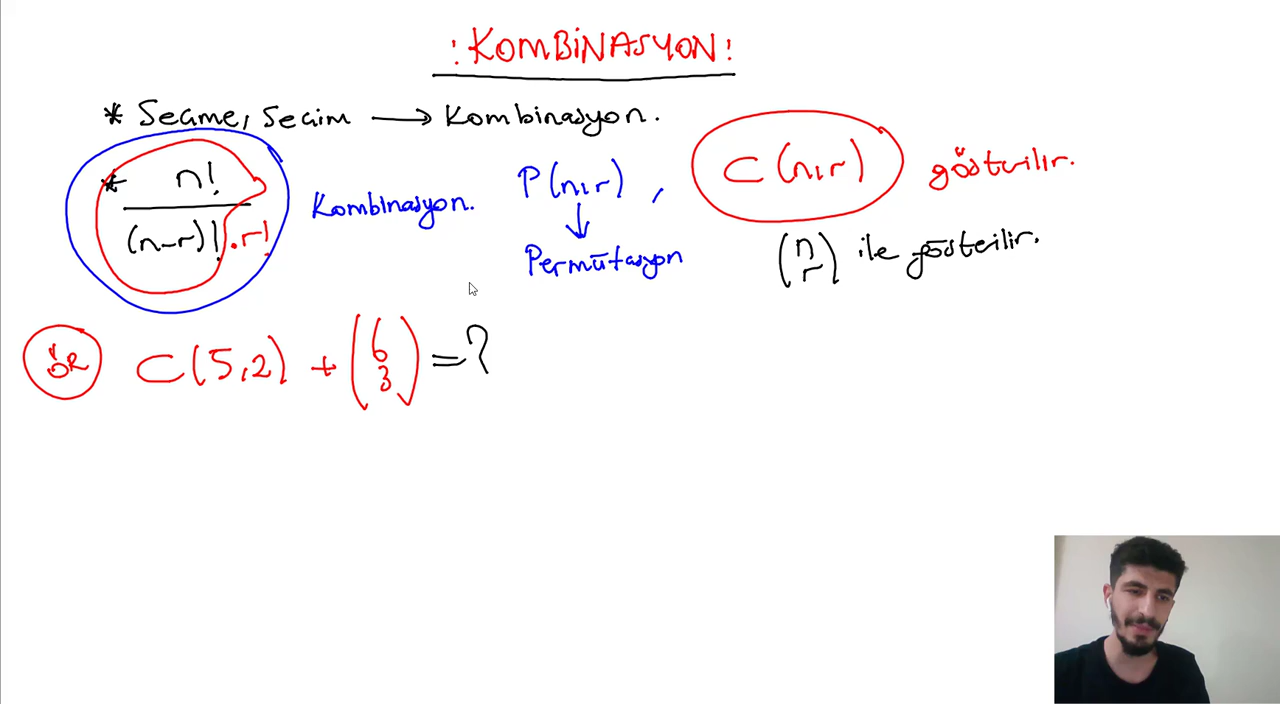 : KOMBİNASYON :
* Seçme, Seçim → Kombinasyon.
* n!
(n-r)! . r!
Kombinasyon.
P(n,r) , C(n,r) gösterilir.
Permütasyon
(n r) ile gösterilir.
ÖR C(5,2) + (6 3) = ?